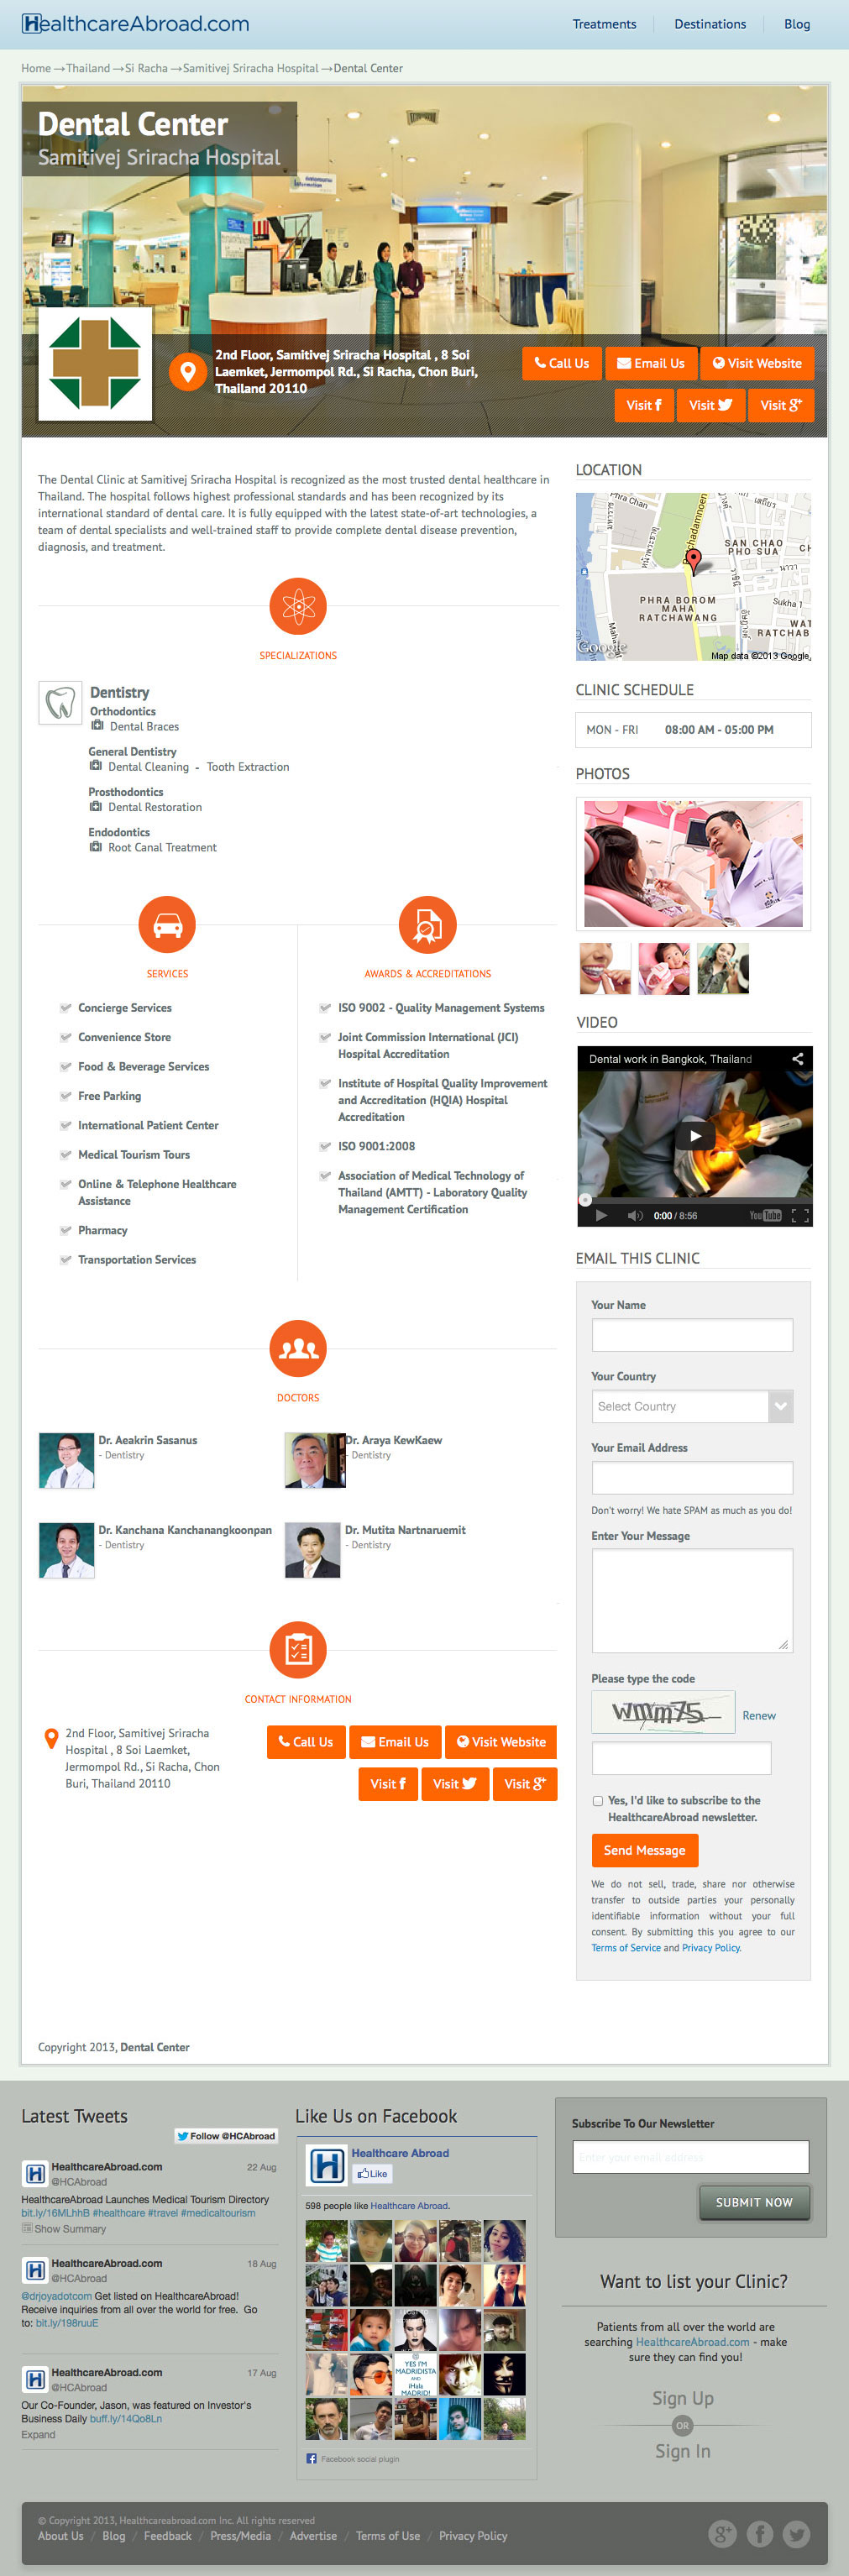 HealthcareAbroad.com
Treatments
Destinations
Blog
Home → Thailand → Si Racha → Samitivej Sriracha Hospital → Dental Center
Dental Center
Samitivej Sriracha Hospital
2nd Floor, Samitivej Sriracha Hospital , 8 Soi
Laemket, Jermompol Rd., Si Racha, Chon Buri,
Thailand 20110
Call Us
Email Us
Visit Website
Visit f
Visit
Visit g+
The Dental Clinic at Samitivej Sriracha Hospital is recognized as the most trusted dental healthcare in
Thailand. The hospital follows highest professional standards and has been recognized by its
international standard of dental care. It is fully equipped with the latest state-of-art technologies, a
team of dental specialists and well-trained staff to provide complete dental disease prevention,
diagnosis, and treatment.
SPECIALIZATIONS
Dentistry
Orthodontics
Dental Braces
General Dentistry
Dental Cleaning - Tooth Extraction
Prosthodontics
Dental Restoration
Endodontics
Root Canal Treatment
SERVICES
Concierge Services
Convenience Store
Food & Beverage Services
Free Parking
International Patient Center
Medical Tourism Tours
Online & Telephone Healthcare
Assistance
Pharmacy
Transportation Services
AWARDS & ACCREDITATIONS
ISO 9002 - Quality Management Systems
Joint Commission International (JCI)
Hospital Accreditation
Institute of Hospital Quality Improvement
and Accreditation (HQIA) Hospital
Accreditation
ISO 9001:2008
Association of Medical Technology of
Thailand (AMTT) - Laboratory Quality
Management Certification
DOCTORS
Dr. Aeakrin Sasanus
- Dentistry
Dr. Araya KewKaew
- Dentistry
Dr. Kanchana Kanchanangkoonpan
- Dentistry
Dr. Mutita Nartnaruemit
- Dentistry
CONTACT INFORMATION
2nd Floor, Samitivej Sriracha
Hospital , 8 Soi Laemket,
Jermompol Rd., Si Racha, Chon
Buri, Thailand 20110
Call Us
Email Us
Visit Website
Visit f
Visit
Visit g+
LOCATION
Phra Chan
SAN CHAO
PHO SUA
PHRA BOROM
MAHA
RATCHAWANG
Sukha 1
WAT
RATCHAB
Google
Map data ©2013 Google
CLINIC SCHEDULE
MON - FRI 08:00 AM - 05:00 PM
PHOTOS
VIDEO
Dental work in Bangkok, Thailand
0:00 / 8:56
YouTube
EMAIL THIS CLINIC
Your Name
Your Country
Select Country
Your Email Address
Don't worry! We hate SPAM as much as you do!
Enter Your Message
Please type the code
wmm75
Renew
Yes, I'd like to subscribe to the
HealthcareAbroad newsletter.
Send Message
We do not sell, trade, share nor otherwise
transfer to outside parties your personally
identifiable information without your full
consent. By submitting this you agree to our
Terms of Service and Privacy Policy.
Copyright 2013, Dental Center
Latest Tweets
Follow @HCAbroad
HealthcareAbroad.com 22 Aug
@HCAbroad
HealthcareAbroad Launches Medical Tourism Directory
bit.ly/16MLhhB #healthcare #travel #medicaltourism
Show Summary
HealthcareAbroad.com 18 Aug
@HCAbroad
@drjoyadotcom Get listed on HealthcareAbroad!
Receive inquiries from all over the world for free. Go
to: bit.ly/198ruuE
HealthcareAbroad.com 17 Aug
@HCAbroad
Our Co-Founder, Jason, was featured on Investor's
Business Daily buff.ly/14Qo8Ln
Expand
Like Us on Facebook
Healthcare Abroad
Like
598 people like Healthcare Abroad.
YES I'M
MADRIDISTA
AND
¡Hala
MADRID!
Facebook social plugin
Subscribe To Our Newsletter
Enter your email address
SUBMIT NOW
Want to list your Clinic?
Patients from all over the world are
searching HealthcareAbroad.com - make
sure they can find you!
Sign Up
OR
Sign In
© Copyright 2013, Healthcareabroad.com Inc. All rights reserved
About Us / Blog / Feedback / Press/Media / Advertise / Terms of Use / Privacy Policy